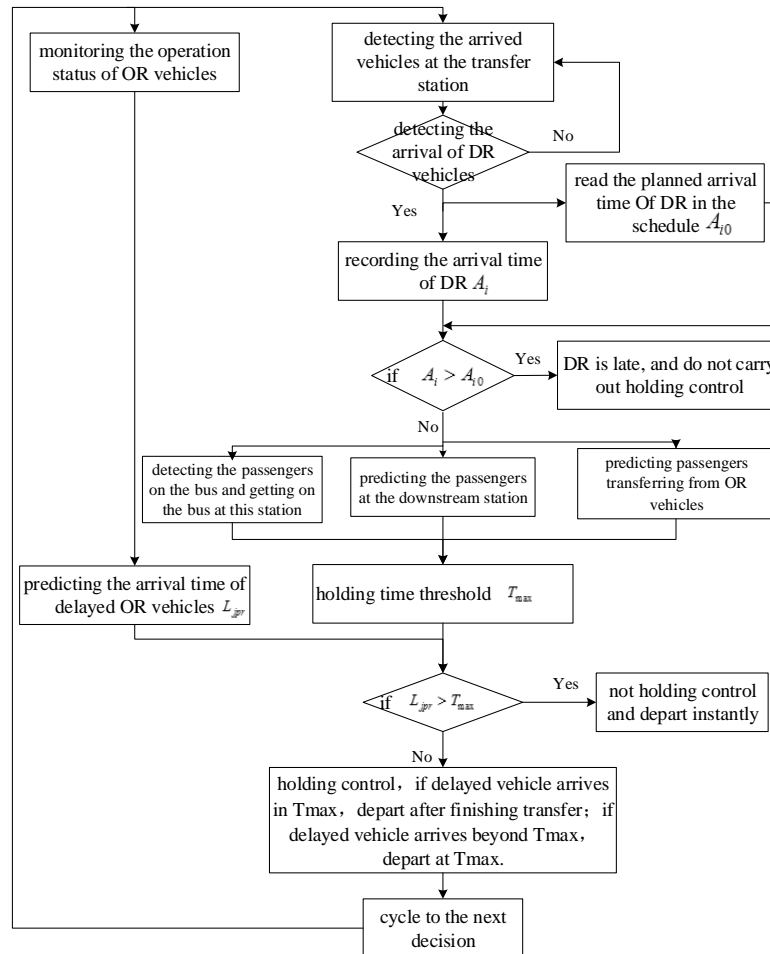 monitoring the operation
status of OR vehicles
detecting the arrived
vehicles at the transfer
station
detecting the
arrival of DR
vehicles
No
Yes
read the planned arrival
time Of DR in the
schedule A_{i0}
recording the arrival time
of DR A_i
if A_i > A_{i0}
Yes
DR is late, and do not carry
out holding control
No
detecting the passengers
on the bus and getting on
the bus at this station
predicting the passengers
at the downstream station
predicting passengers
transferring from OR
vehicles
predicting the arrival time of
delayed OR vehicles L_{jpr}
holding time threshold T_{max}
if L_{jpr} > T_{max}
Yes
not holding control
and depart instantly
No
holding control，if delayed vehicle arrives
in Tmax，depart after finishing transfer；if
delayed vehicle arrives beyond Tmax，
depart at Tmax.
cycle to the next
decision